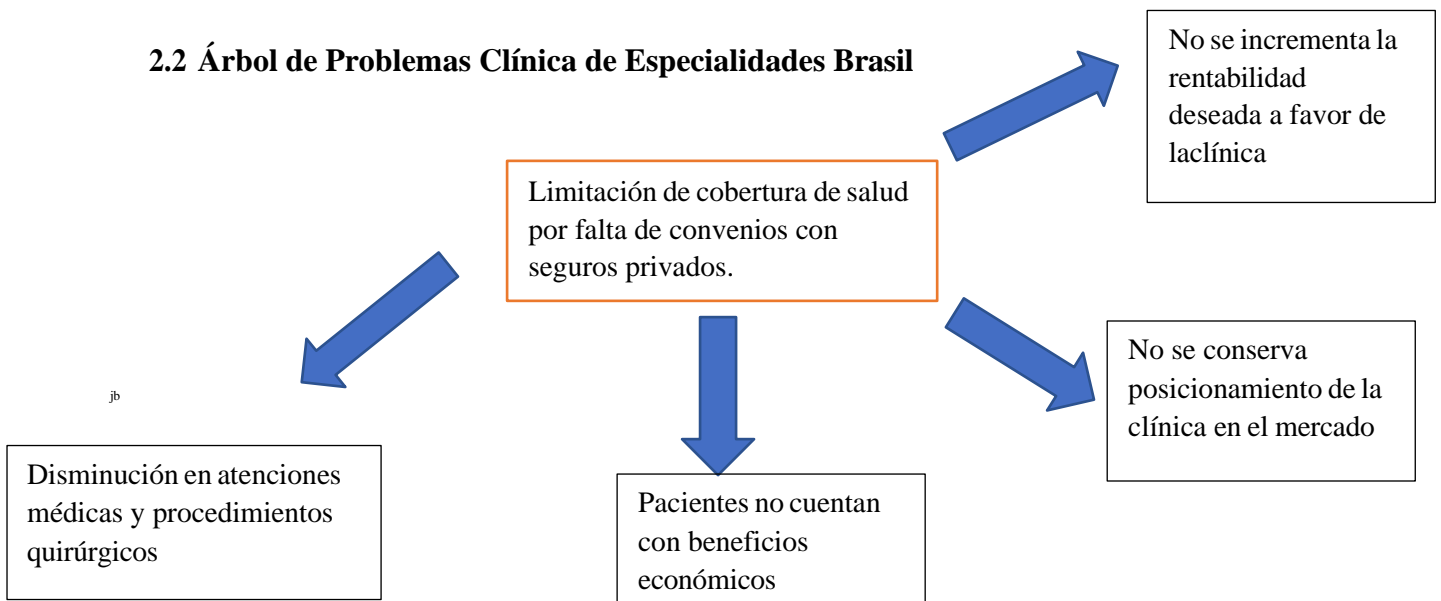 2.2 Árbol de Problemas Clínica de Especialidades Brasil
No se incrementa la
rentabilidad
deseada a favor de
laclínica
Limitación de cobertura de salud
por falta de convenios con
seguros privados.
No se conserva
posicionamiento de la
clínica en el mercado
jb
Disminución en atenciones
médicas y procedimientos
quirúrgicos
Pacientes no cuentan
con beneficios
económicos